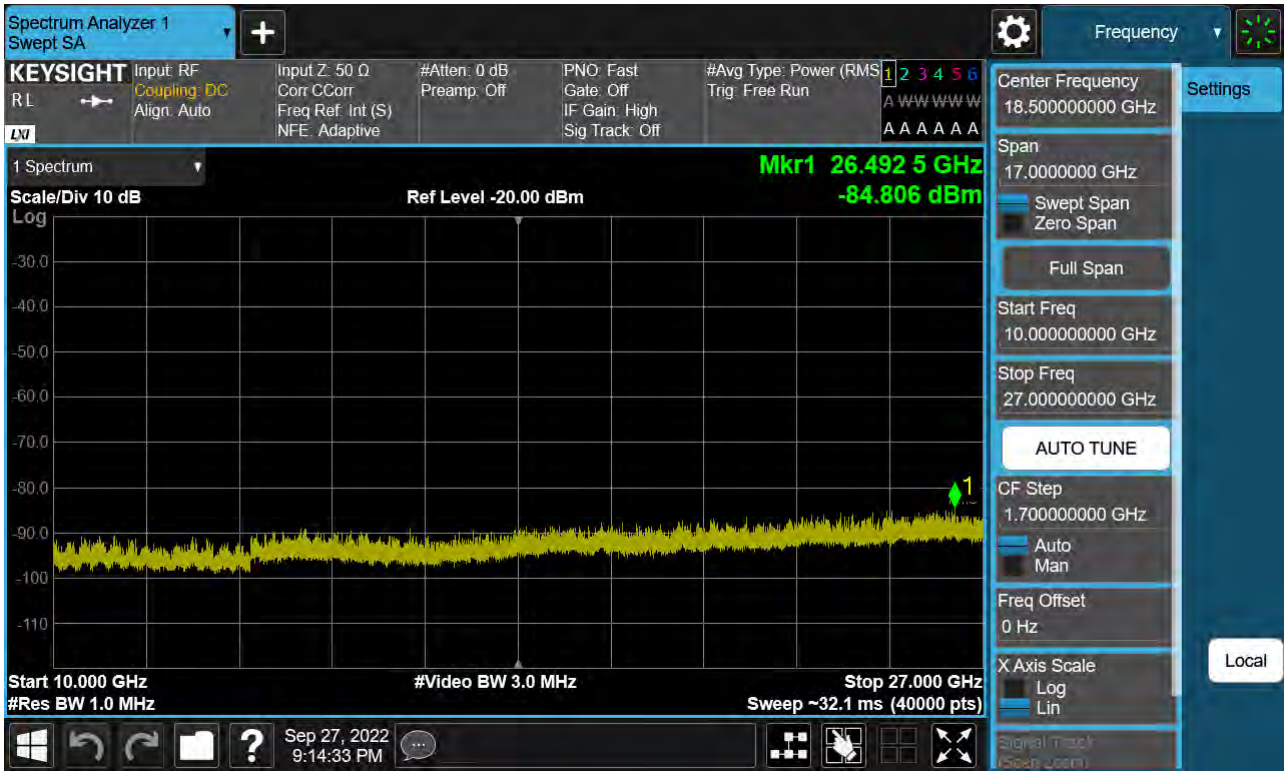 Spectrum Analyzer 1
Swept SA
+
Frequency
KEYSIGHT
RL
LXI
Input: RF
Coupling: DC
Align: Auto
Input Z: 50 Ω
Corr CCorr
Freq Ref: Int (S)
NFE: Adaptive
#Atten: 0 dB
Preamp: Off
PNO: Fast
Gate: Off
IF Gain: High
Sig Track: Off
#Avg Type: Power (RMS
Trig: Free Run
1 2 3 4 5 6
A W W W W W
A A A A A A
1 Spectrum
Mkr1 26.492 5 GHz
-84.806 dBm
Scale/Div 10 dB
Ref Level -20.00 dBm
Log
-30.0
-40.0
-50.0
-60.0
-70.0
-80.0
-90.0
-100
-110
1
Start 10.000 GHz
#Video BW 3.0 MHz
Stop 27.000 GHz
#Res BW 1.0 MHz
Sweep ~32.1 ms (40000 pts)
Center Frequency
18.500000000 GHz
Span
17.0000000 GHz
Swept Span
Zero Span
Full Span
Start Freq
10.000000000 GHz
Stop Freq
27.000000000 GHz
AUTO TUNE
CF Step
1.700000000 GHz
Auto
Man
Freq Offset
0 Hz
X Axis Scale
Log
Lin
Signal Track
(Span Zoom)
Settings
Local
?
Sep 27, 2022
9:14:33 PM